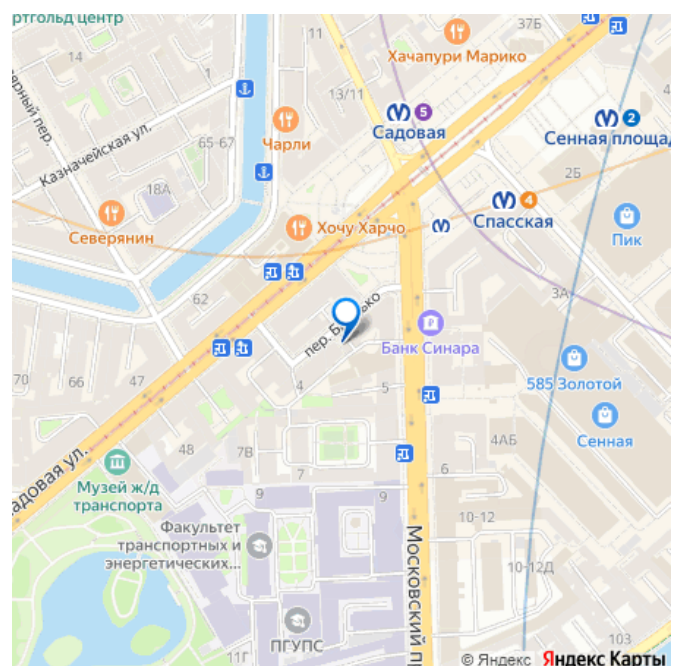 ртгольд центр
37Б
11
Хачапури Марико
14
13/11
5
Садовая
2
Сенная площад
Чарли
65-67
Казначейская ул.
18А
2Б
4
Спасская
Северянин
Хочу Харчо
Пик
62
3А
пер.
Банк Синара
70
66
47
4
5
585 Золотой
Сенная
48
7В
7
4АБ
6
адовая ул.
Музей ж/д
транспорта
9
9
10-12
Факультет
транспортных и
энергетических...
Московский п
10-12Д
ПГУПС
11Г
103
© Яндекс Яндекс Карты